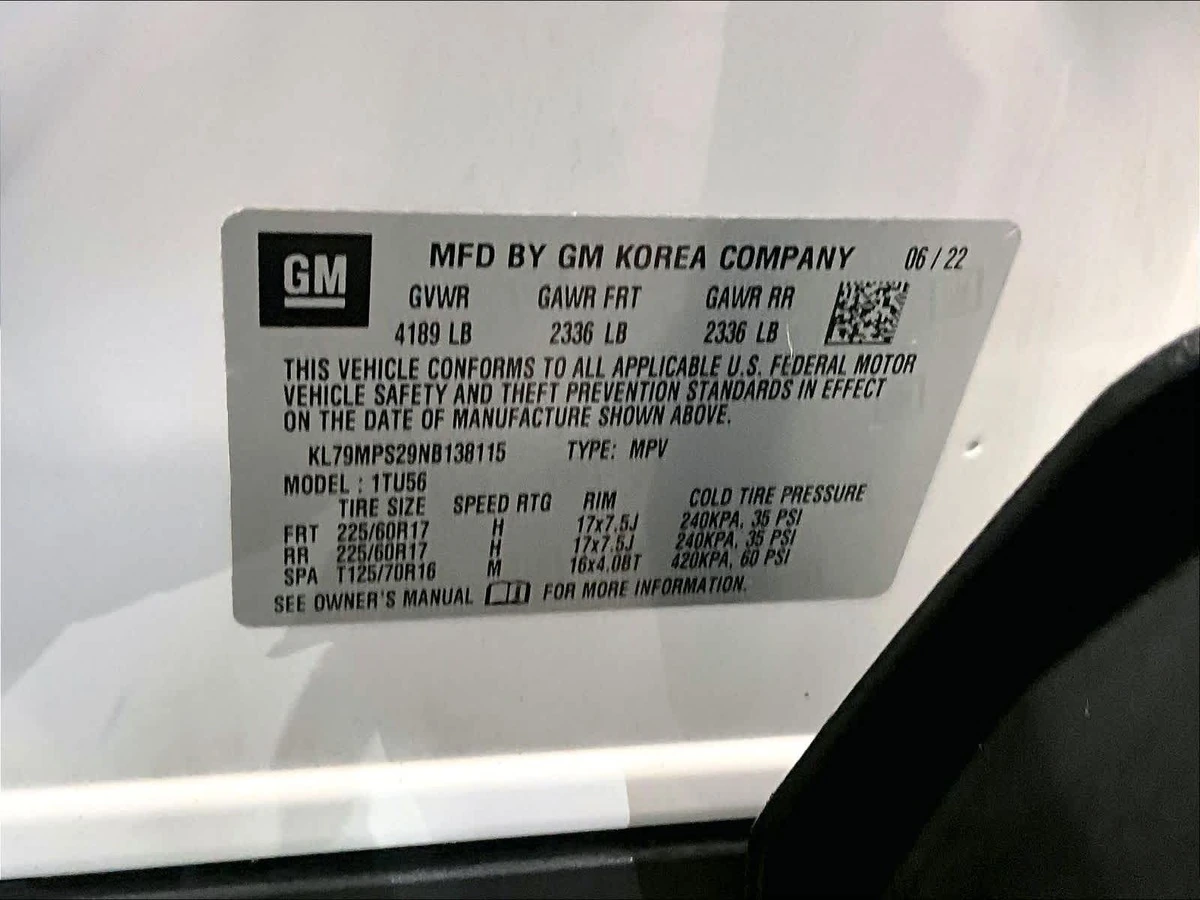 GM
MFD BY GM KOREA COMPANY 06 / 22
GVWR GAWR FRT GAWR RR
4189 LB 2336 LB 2336 LB
THIS VEHICLE CONFORMS TO ALL APPLICABLE U.S. FEDERAL MOTOR
VEHICLE SAFETY AND THEFT PREVENTION STANDARDS IN EFFECT
ON THE DATE OF MANUFACTURE SHOWN ABOVE.
KL79MPS29NB138115 TYPE: MPV
MODEL : 1TU56
TIRE SIZE SPEED RTG RIM COLD TIRE PRESSURE
FRT 225/60R17 H 17x7.5J 240KPA, 35 PSI
RR 225/60R17 H 17x7.5J 240KPA, 35 PSI
SPA T125/70R16 M 16x4.0BT 420KPA, 60 PSI
SEE OWNER'S MANUAL FOR MORE INFORMATION.